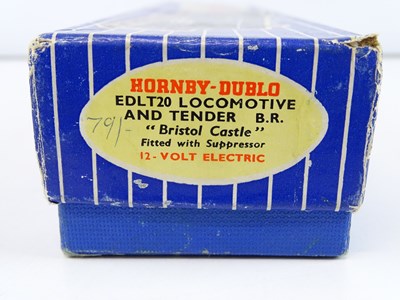 HORNBY-DUBLO
EDLT20 LOCOMOTIVE
AND TENDER B.R.
79/-
"Bristol Castle"
Fitted with Suppressor
12-VOLT ELECTRIC